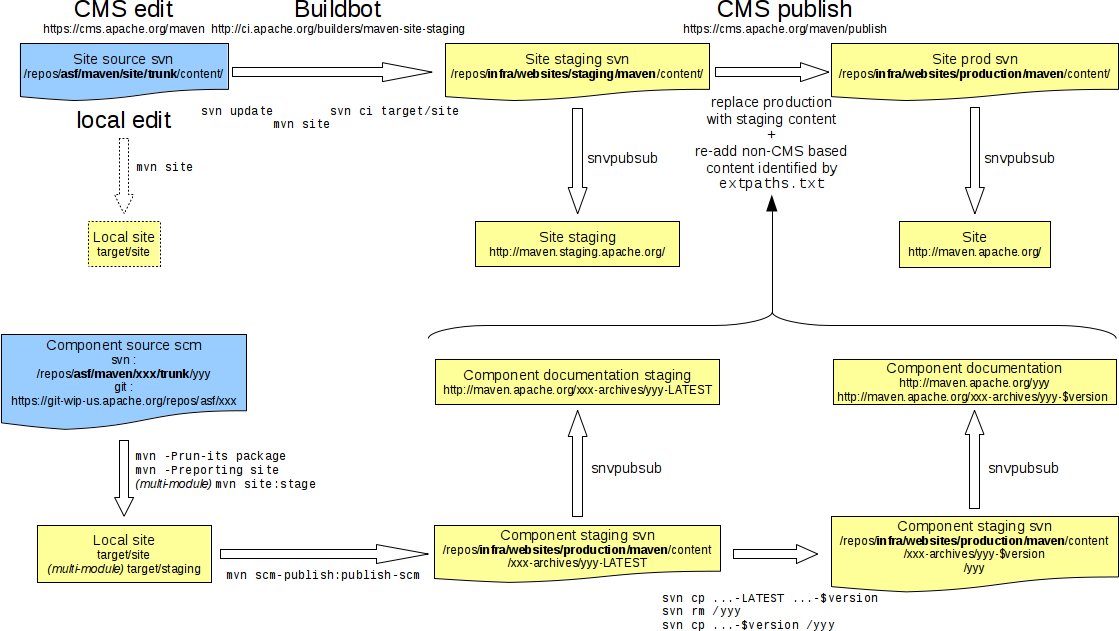 CMS edit
https://cms.apache.org/maven
Buildbot
http://ci.apache.org/builders/maven-site-staging
CMS publish
https://cms.apache.org/maven/publish
Site source svn
/repos/asf/maven/site/trunk/content/
Site staging svn
/repos/infra/websites/staging/maven/content/
Site prod svn
/repos/infra/websites/production/maven/content/
svn update
mvn site
svn ci target/site
replace production
with staging content
+
re-add non-CMS based
content identified by
extpaths.txt
local edit
mvn site
snvpubsub
snvpubsub
Local site
target/site
Site staging
http://maven.staging.apache.org/
Site
http://maven.apache.org/
Component source scm
svn :
/repos/asf/maven/xxx/trunk/yyy
git :
https://git-wip-us.apache.org/repos/asf/xxx
Component documentation staging
http://maven.apache.org/xxx-archives/yyy-LATEST
Component documentation
http://maven.apache.org/yyy
http://maven.apache.org/xxx-archives/yyy-$version
mvn -Prun-its package
mvn -Preporting site
(multi-module) mvn site:stage
snvpubsub
snvpubsub
Local site
target/site
(multi-module) target/staging
mvn scm-publish:publish-scm
Component staging svn
/repos/infra/websites/production/maven/content
/xxx-archives/yyy-LATEST
Component staging svn
/repos/infra/websites/production/maven/content
/xxx-archives/yyy-$version
/yyy
svn cp ...-LATEST ...-$version
svn rm /yyy
svn cp ...-$version /yyy